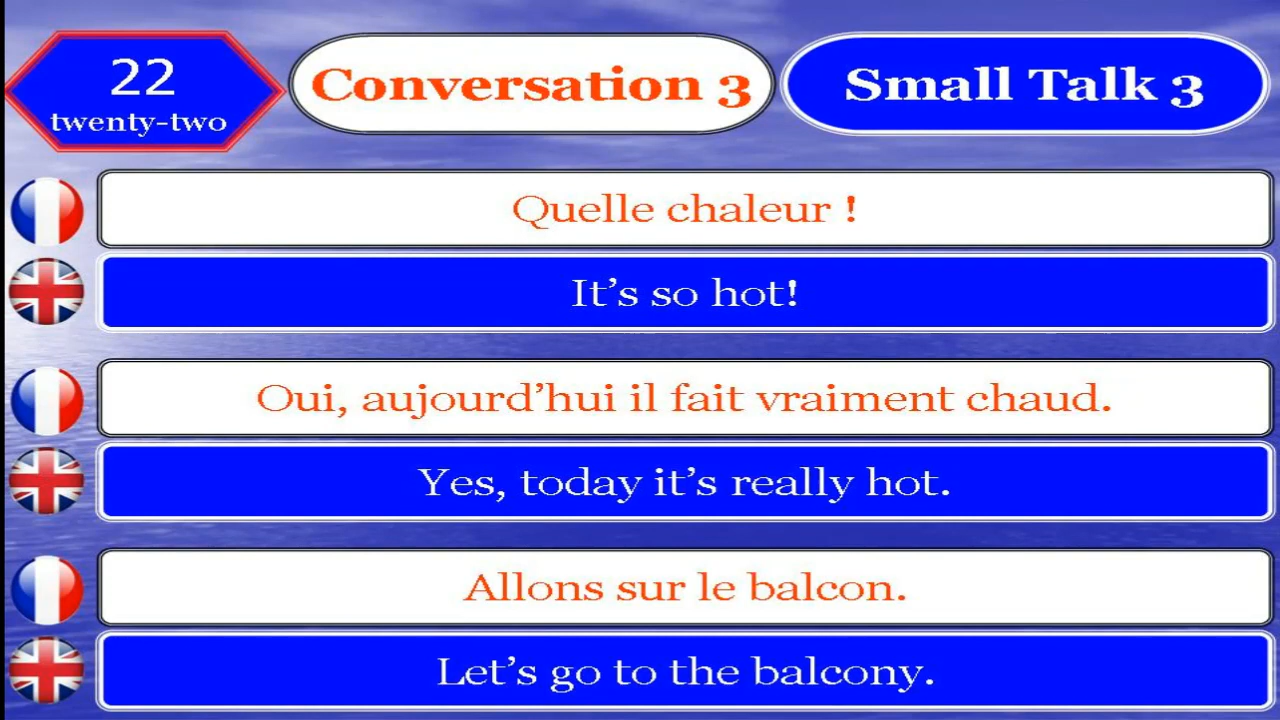 22
twenty-two
Conversation 3
Small Talk 3
Quelle chaleur !
It’s so hot!
Oui, aujourd’hui il fait vraiment chaud.
Yes, today it’s really hot.
Allons sur le balcon.
Let’s go to the balcony.